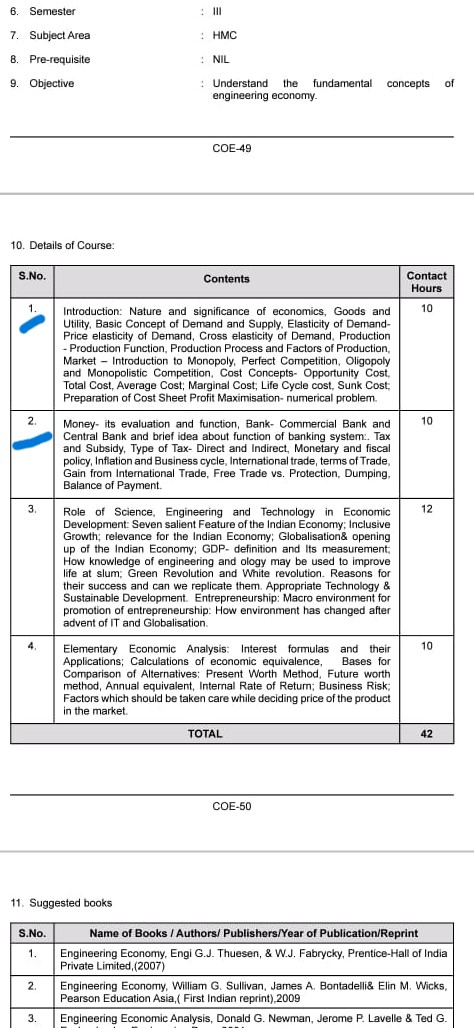 6. Semester : III
7. Subject Area : HMC
8. Pre-requisite : NIL
9. Objective : Understand the fundamental concepts of
engineering economy.
COE-49
10. Details of Course:
S.No. Contents Contact
Hours
1. Introduction: Nature and significance of economics, Goods and 10
Utility, Basic Concept of Demand and Supply, Elasticity of Demand-
Price elasticity of Demand, Cross elasticity of Demand, Production
- Production Function, Production Process and Factors of Production,
Market – Introduction to Monopoly, Perfect Competition, Oligopoly
and Monopolistic Competition, Cost Concepts- Opportunity Cost,
Total Cost, Average Cost; Marginal Cost; Life Cycle cost, Sunk Cost;
Preparation of Cost Sheet Profit Maximisation- numerical problem.
2. Money- its evaluation and function, Bank- Commercial Bank and 10
Central Bank and brief idea about function of banking system:. Tax
and Subsidy, Type of Tax- Direct and Indirect, Monetary and fiscal
policy, Inflation and Business cycle, International trade, terms of Trade,
Gain from International Trade, Free Trade vs. Protection, Dumping,
Balance of Payment.
3. Role of Science, Engineering and Technology in Economic 12
Development: Seven salient Feature of the Indian Economy; Inclusive
Growth; relevance for the Indian Economy; Globalisation& opening
up of the Indian Economy; GDP- definition and Its measurement;
How knowledge of engineering and ology may be used to improve
life at slum; Green Revolution and White revolution. Reasons for
their success and can we replicate them. Appropriate Technology &
Sustainable Development. Entrepreneurship: Macro environment for
promotion of entrepreneurship: How environment has changed after
advent of IT and Globalisation.
4. Elementary Economic Analysis: Interest formulas and their 10
Applications; Calculations of economic equivalence, Bases for
Comparison of Alternatives: Present Worth Method, Future worth
method, Annual equivalent, Internal Rate of Return; Business Risk;
Factors which should be taken care while deciding price of the product
in the market.
TOTAL 42
COE-50
11. Suggested books
S.No. Name of Books / Authors/ Publishers/Year of Publication/Reprint
1. Engineering Economy, Engi G.J. Thuesen, & W.J. Fabrycky, Prentice-Hall of India
Private Limited,(2007)
2. Engineering Economy, William G. Sullivan, James A. Bontadelli& Elin M. Wicks,
Pearson Education Asia,( First Indian reprint),2009
3. Engineering Economic Analysis, Donald G. Newman, Jerome P. Lavelle & Ted G.